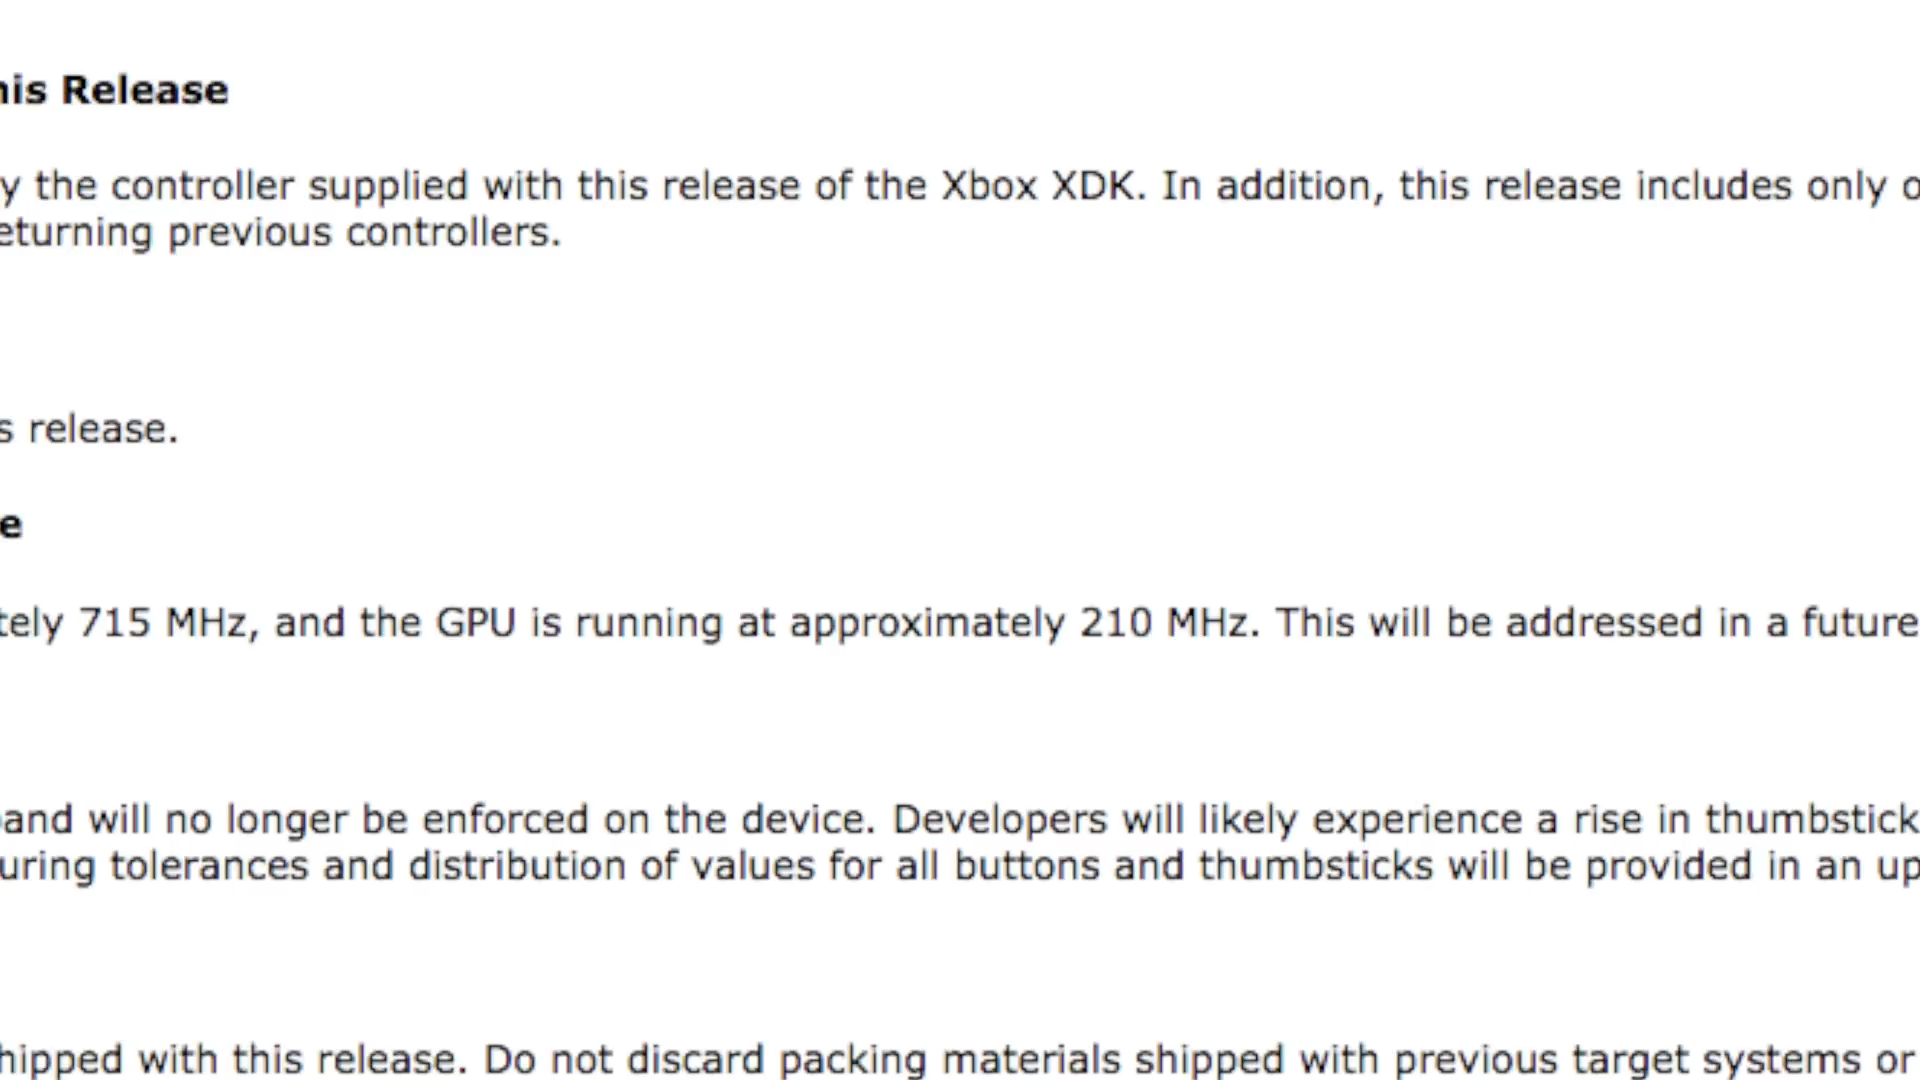 his Release
y the controller supplied with this release of the Xbox XDK. In addition, this release includes only o
eturning previous controllers.
s release.
e
tely 715 MHz, and the GPU is running at approximately 210 MHz. This will be addressed in a future
and will no longer be enforced on the device. Developers will likely experience a rise in thumbstick
uring tolerances and distribution of values for all buttons and thumbsticks will be provided in an up
hipped with this release. Do not discard packing materials shipped with previous target systems or